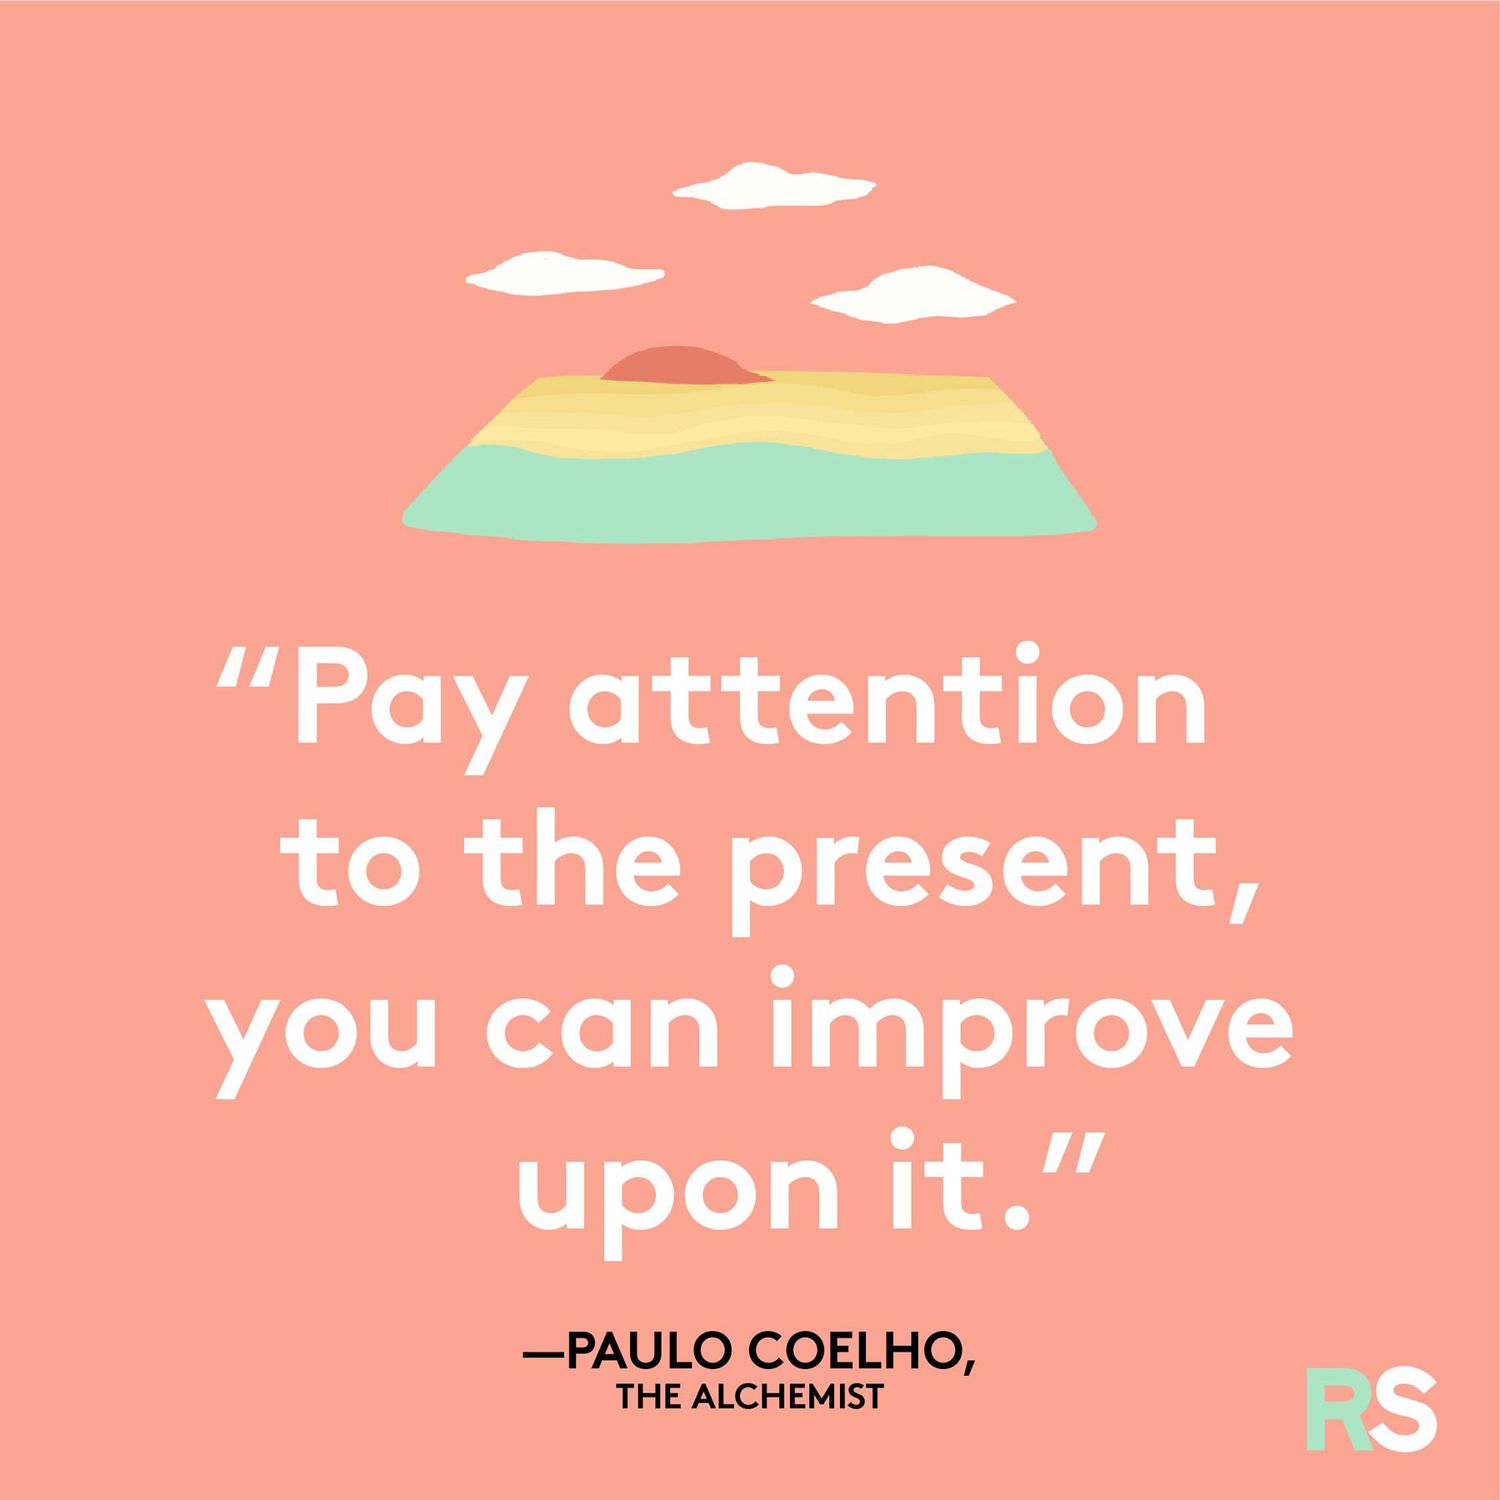 “Pay attention
to the present,
you can improve
upon it.”
—PAULO COELHO,
THE ALCHEMIST
RS